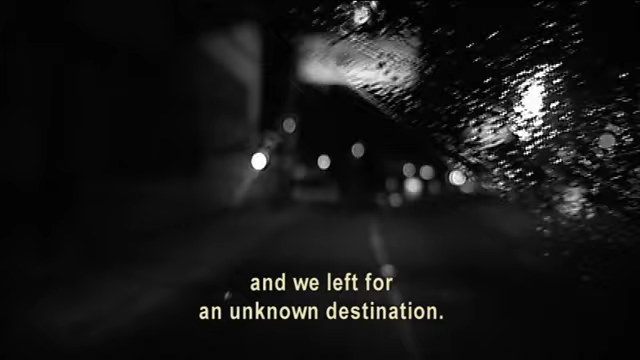 and we left for
an unknown destination.